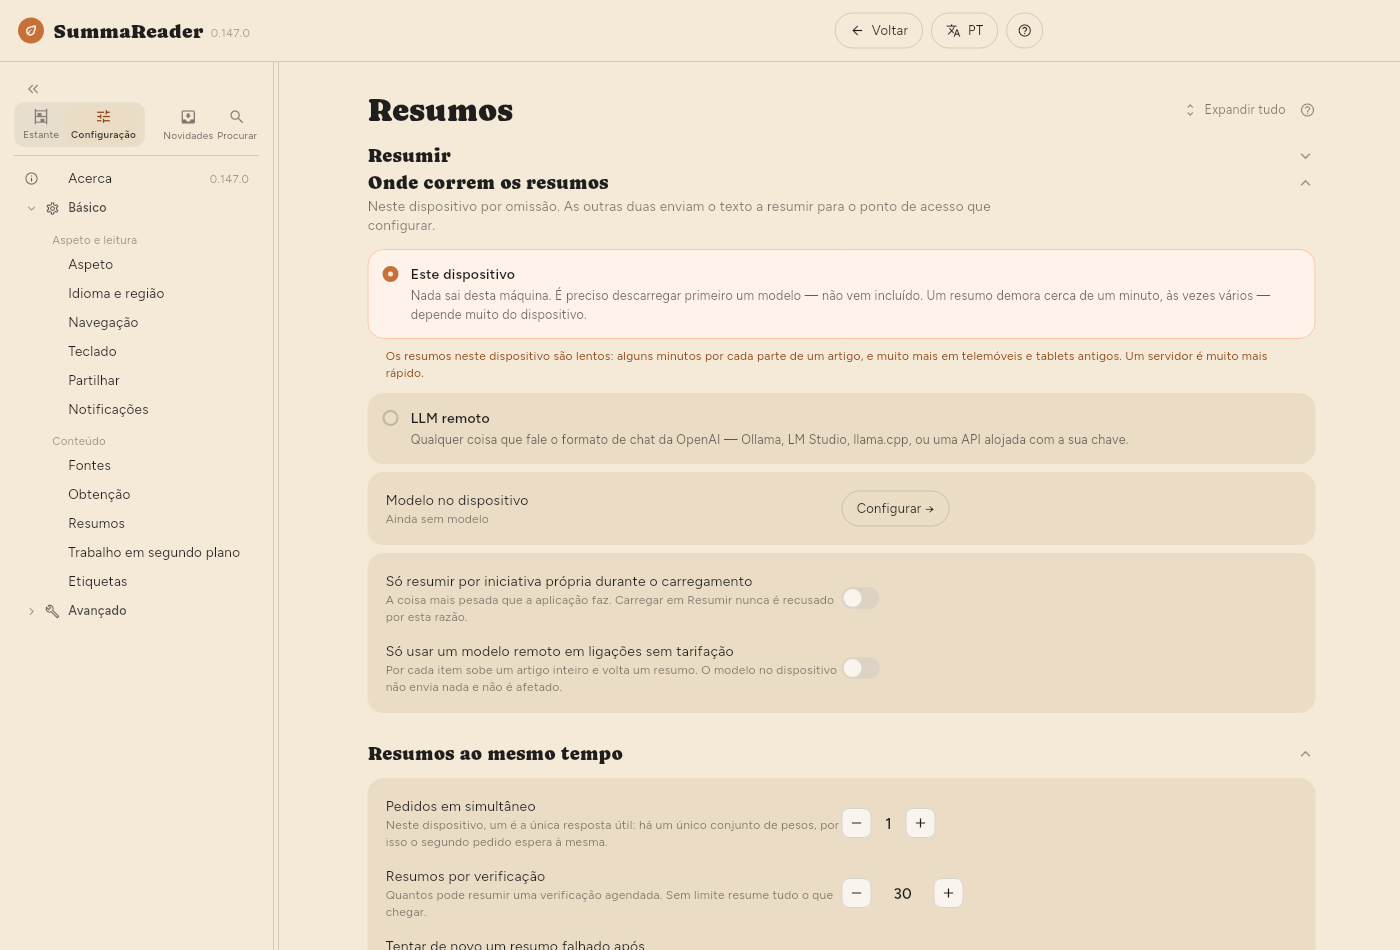 SummaReader 0.147.0
Voltar
PT
Estante
Configuração
Novidades
Procurar
Acerca
0.147.0
Básico
Aspeto e leitura
Aspeto
Idioma e região
Navegação
Teclado
Partilhar
Notificações
Conteúdo
Fontes
Obtenção
Resumos
Trabalho em segundo plano
Etiquetas
Avançado
Resumos
Expandir tudo
Resumir
Onde correm os resumos
Neste dispositivo por omissão. As outras duas enviam o texto a resumir para o ponto de acesso que
configurar.
Este dispositivo
Nada sai desta máquina. É preciso descarregar primeiro um modelo — não vem incluído. Um resumo demora cerca de um minuto, às vezes vários —
depende muito do dispositivo.
Os resumos neste dispositivo são lentos: alguns minutos por cada parte de um artigo, e muito mais em telemóveis e tablets antigos. Um servidor é muito mais
rápido.
LLM remoto
Qualquer coisa que fale o formato de chat da OpenAI — Ollama, LM Studio, llama.cpp, ou uma API alojada com a sua chave.
Modelo no dispositivo
Ainda sem modelo
Configurar →
Só resumir por iniciativa própria durante o carregamento
A coisa mais pesada que a aplicação faz. Carregar em Resumir nunca é recusado
por esta razão.
Só usar um modelo remoto em ligações sem tarifação
Por cada item sobe um artigo inteiro e volta um resumo. O modelo no dispositivo
não envia nada e não é afetado.
Resumos ao mesmo tempo
Pedidos em simultâneo
Neste dispositivo, um é a única resposta útil: há um único conjunto de pesos, por
isso o segundo pedido espera à mesma.
1
Resumos por verificação
Quantos pode resumir uma verificação agendada. Sem limite resume tudo o que
chegar.
30
Tentar de novo um resumo falhado após